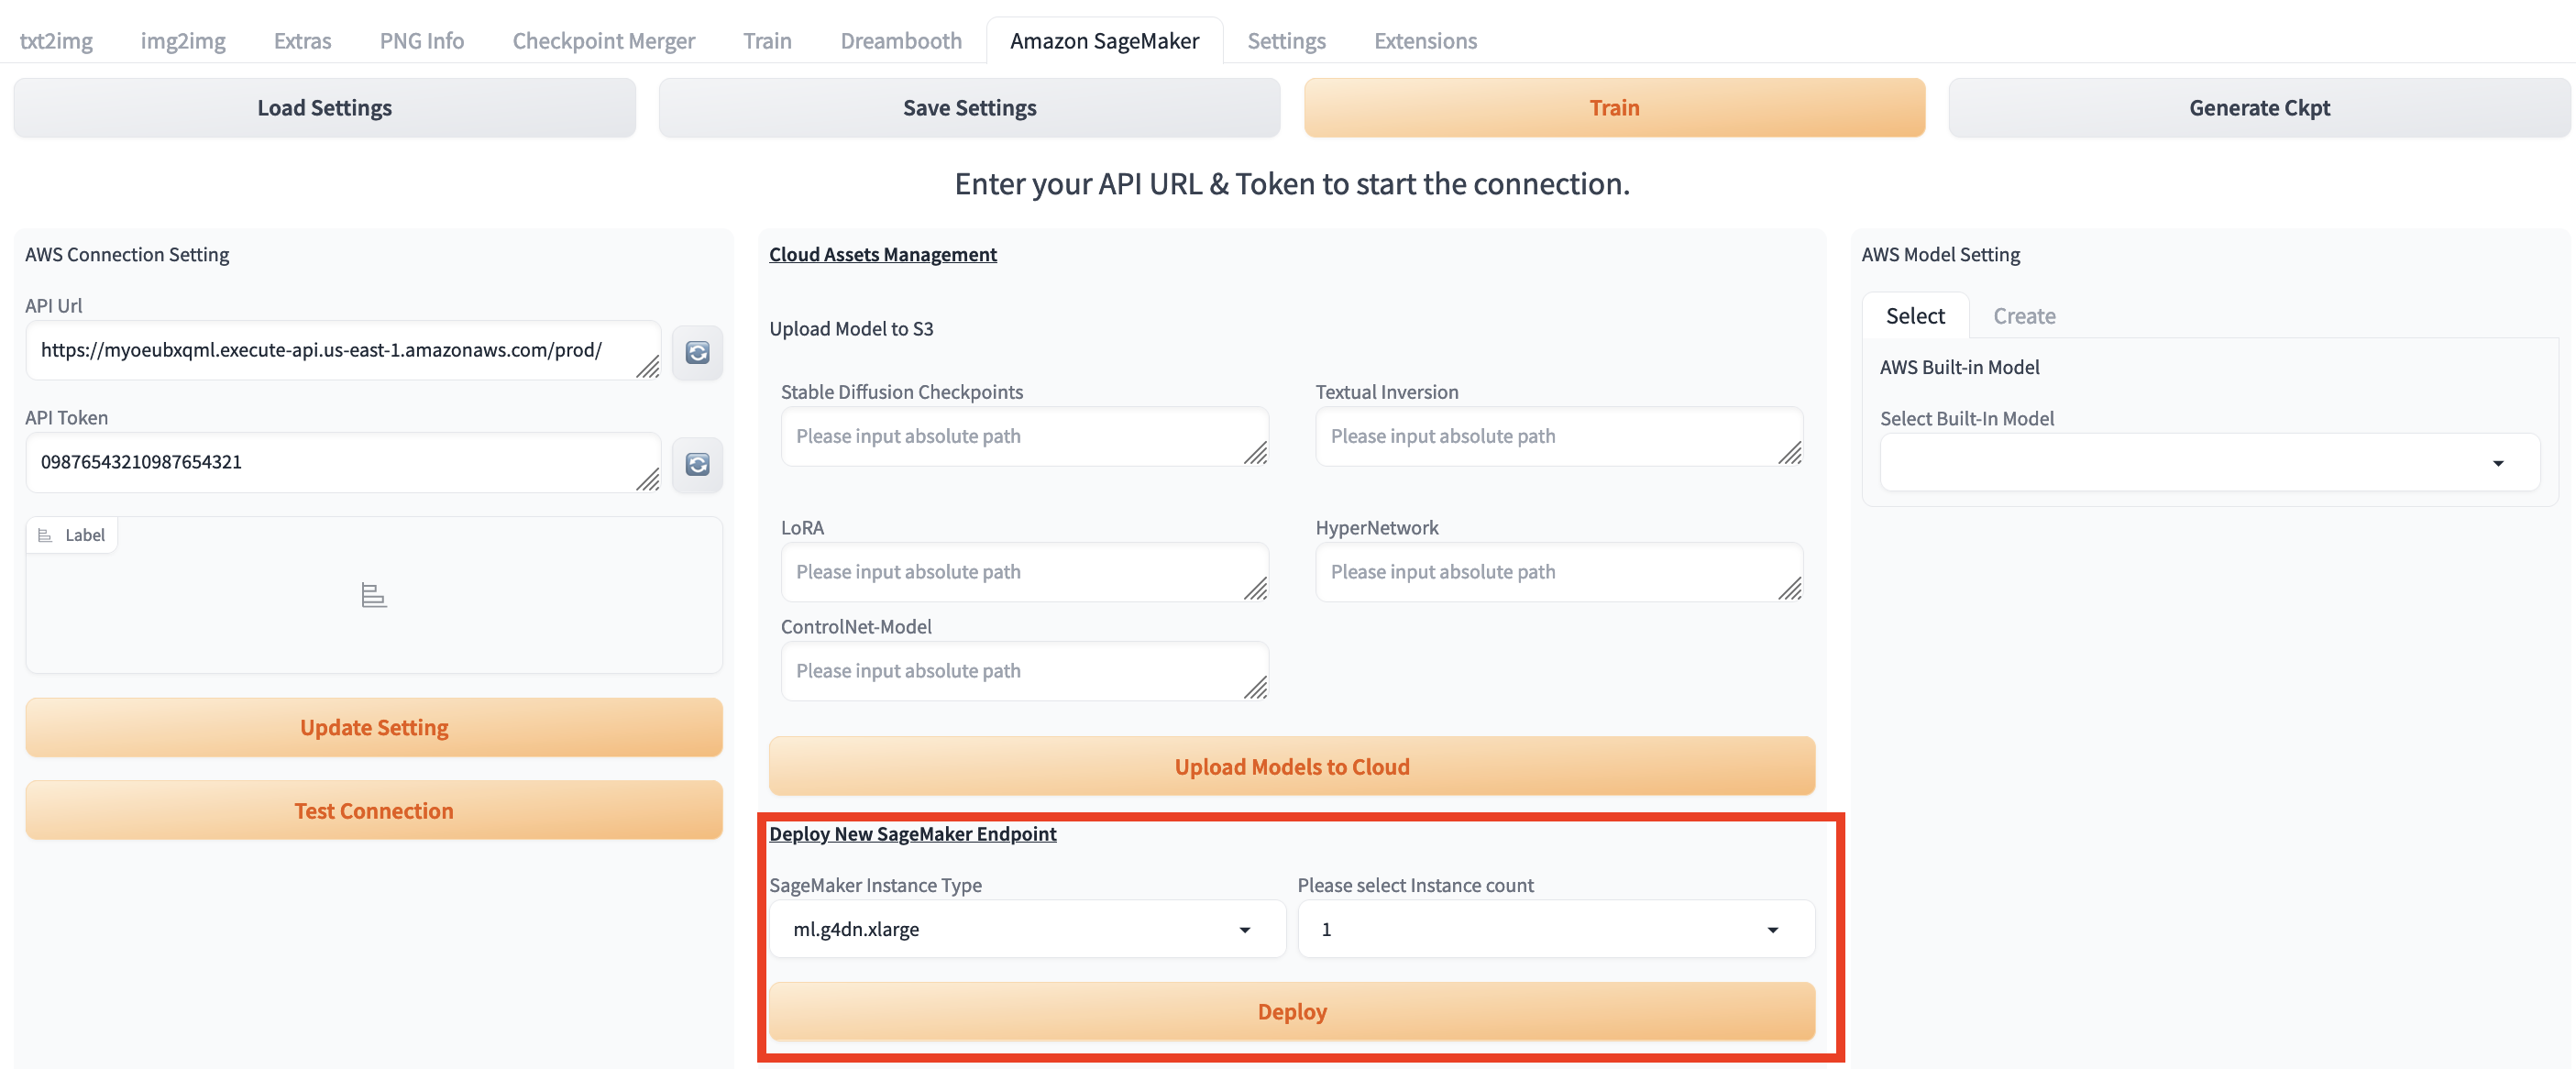 txt2img img2img Extras PNG Info Checkpoint Merger Train Dreambooth Amazon SageMaker Settings Extensions
Load Settings Save Settings Train Generate Ckpt
Enter your API URL & Token to start the connection.
AWS Connection Setting
API Url
https://myoeubxqml.execute-api.us-east-1.amazonaws.com/prod/
API Token
09876543210987654321
Label
Update Setting
Test Connection
Cloud Assets Management
Upload Model to S3
Stable Diffusion Checkpoints Textual Inversion
Please input absolute path Please input absolute path
LoRA HyperNetwork
Please input absolute path Please input absolute path
ControlNet-Model
Please input absolute path
Upload Models to Cloud
Deploy New SageMaker Endpoint
SageMaker Instance Type Please select Instance count
ml.g4dn.xlarge 1
Deploy
AWS Model Setting
Select Create
AWS Built-in Model
Select Built-In Model